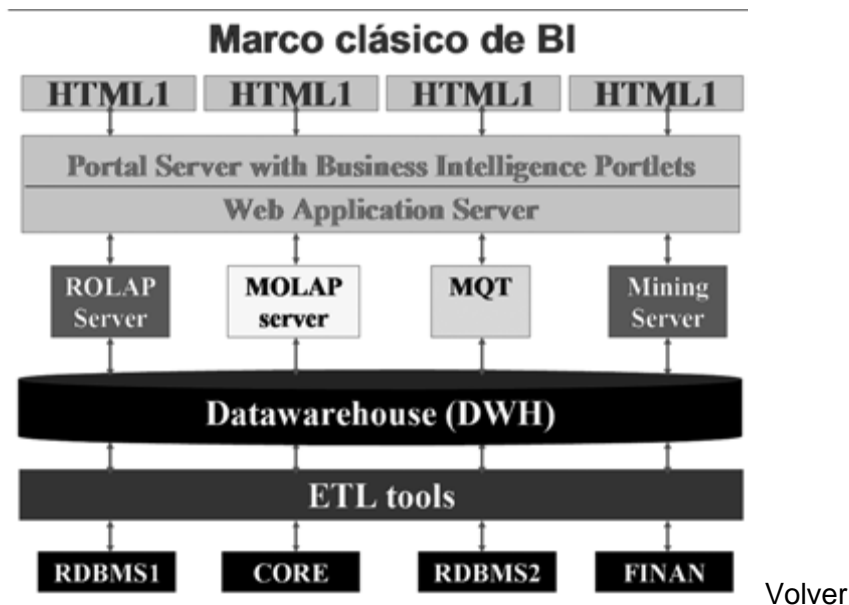 Marco clásico de BI
HTML1 HTML1 HTML1 HTML1
Portal Server with Business Intelligence Portlets
Web Application Server
ROLAP MOLAP MQT Mining
Server server Server
Datawarehouse (DWH)
ETL tools
RDBMS1 CORE RDBMS2 FINAN
Volver